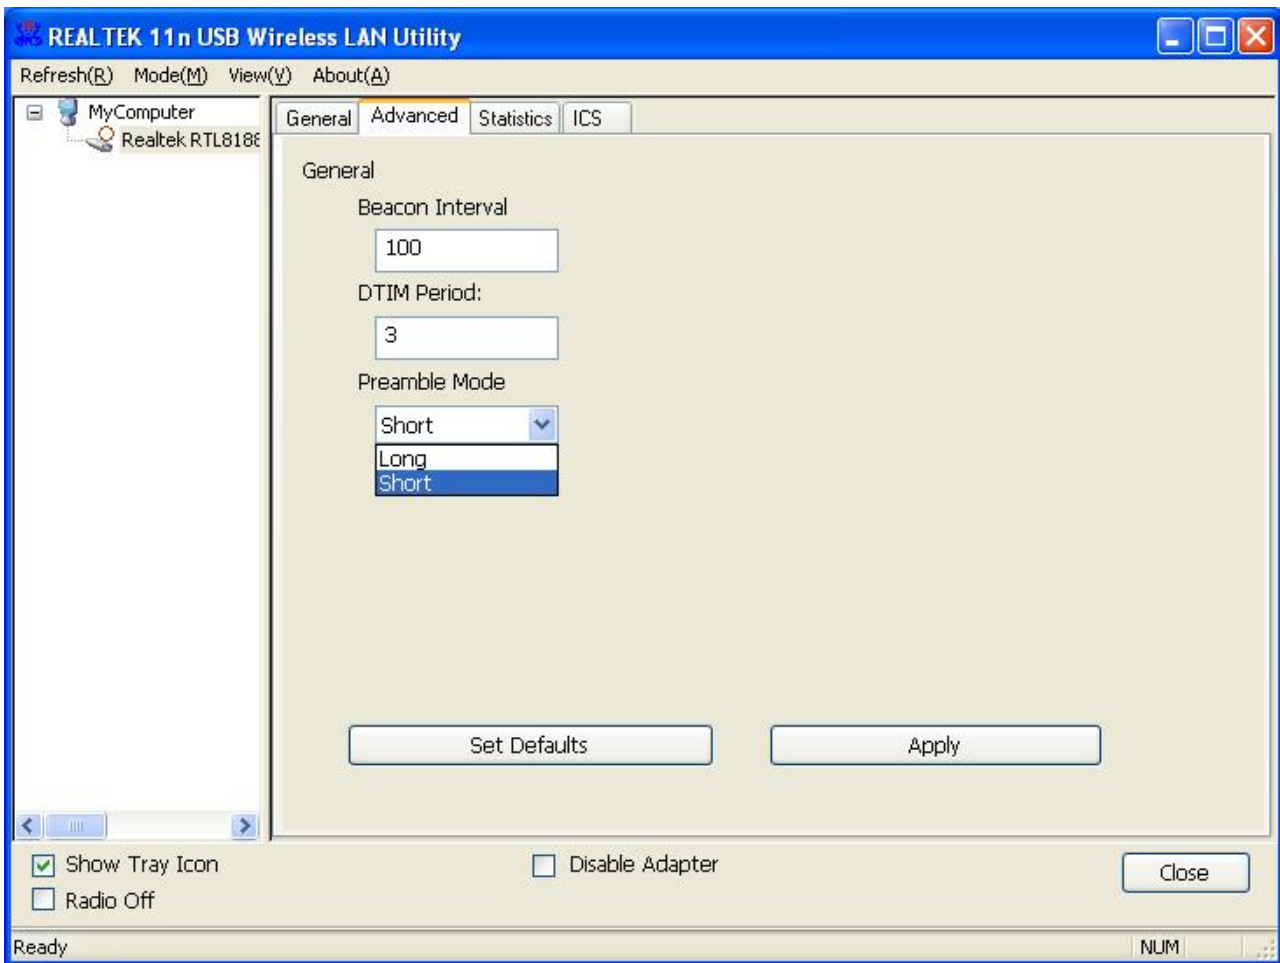 REALTEK 11n USB Wireless LAN Utility
Refresh(R) Mode(M) View(V) About(A)
MyComputer
Realtek RTL8188
General Advanced Statistics ICS
General
Beacon Interval
100
DTIM Period:
3
Preamble Mode
Short
Long
Short
Set Defaults Apply
Show Tray Icon Disable Adapter
Radio Off
Close
Ready NUM